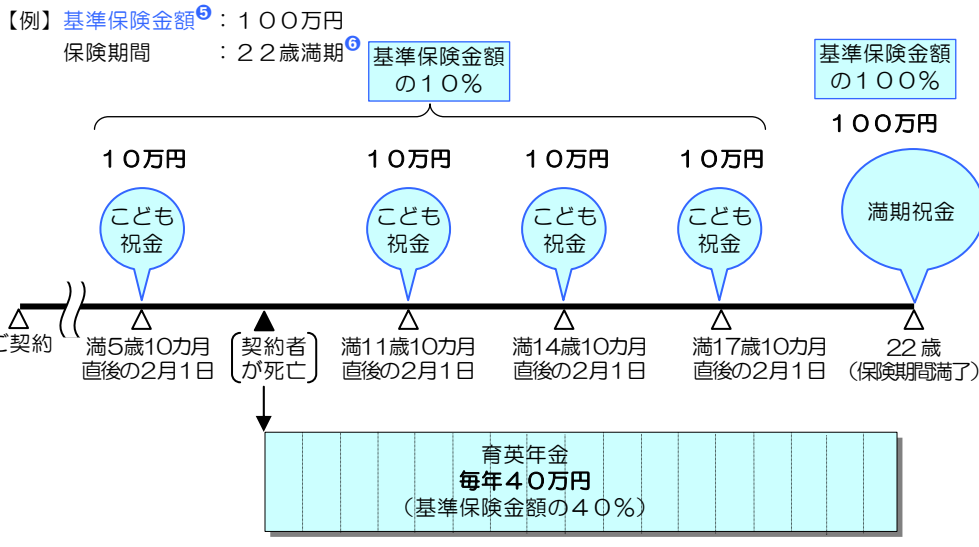 【例】基準保険金額❺：１００万円
保険期間　　：２２歳満期❻
基準保険金額
の１０％
基準保険金額
の１００％
１００万円
１０万円
１０万円
１０万円
１０万円
こども
祝金
こども
祝金
こども
祝金
こども
祝金
満期祝金
ご契約
満5歳10カ月
直後の2月1日
契約者
が死亡
満11歳10カ月
直後の2月1日
満14歳10カ月
直後の2月1日
満17歳10カ月
直後の2月1日
22 歳
（保険期間満了）
育英年金
毎年４０万円
（基準保険金額の４０％）